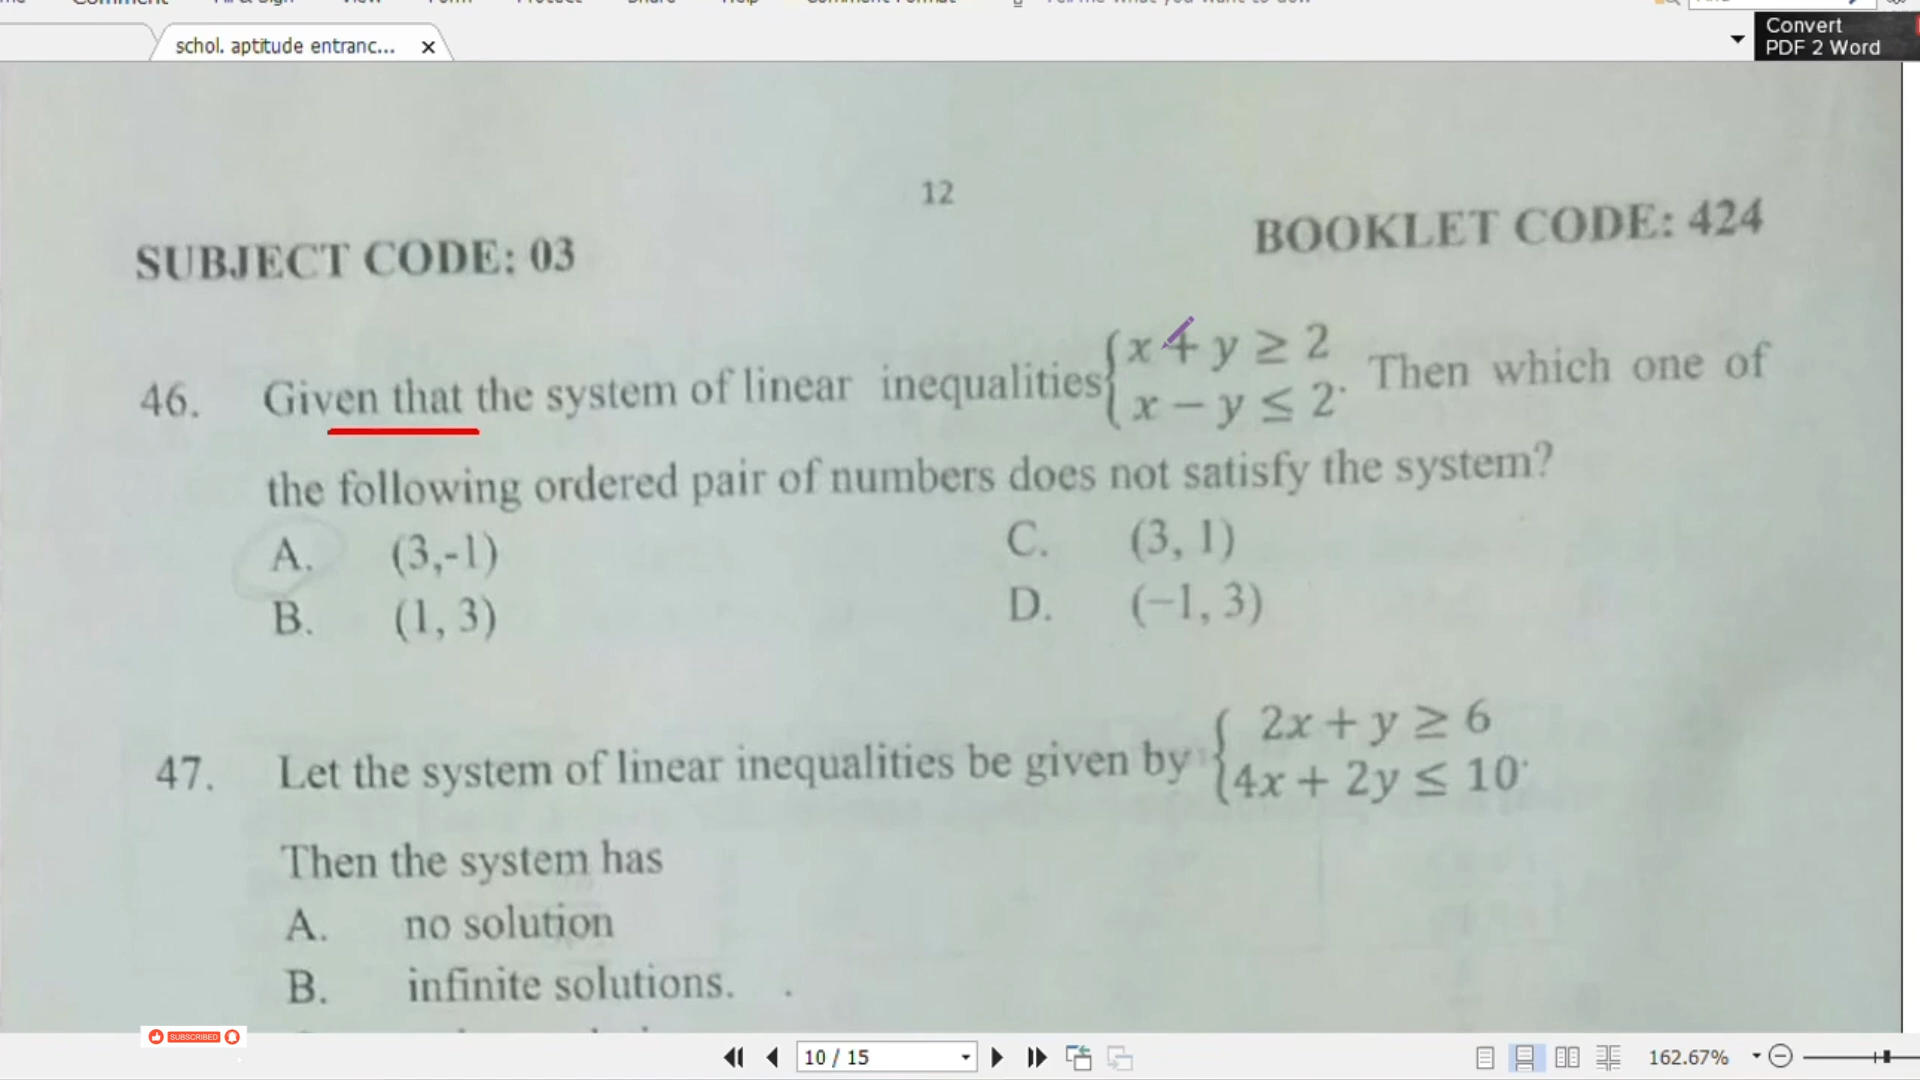 Comment
schol. aptitude entranc...
Convert
PDF 2 Word
12
SUBJECT CODE: 03
BOOKLET CODE: 424
46. Given that the system of linear inequalities { x + y ≥ 2
x − y ≤ 2 . Then which one of
the following ordered pair of numbers does not satisfy the system?
A. (3,-1) C. (3, 1)
B. (1, 3) D. (−1, 3)
47. Let the system of linear inequalities be given by { 2x + y ≥ 6
4x + 2y ≤ 10 .
Then the system has
A. no solution
B. infinite solutions.
SUBSCRIBED
10 / 15
162.67%